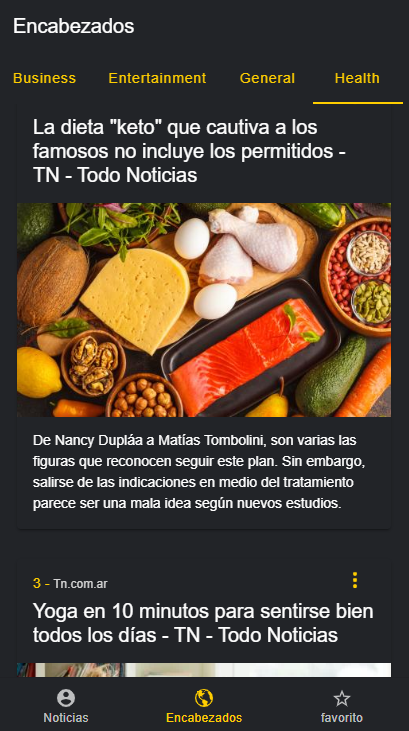 Encabezados
Business Entertainment General Health
La dieta "keto" que cautiva a los
famosos no incluye los permitidos -
TN - Todo Noticias
De Nancy Dupláa a Matías Tombolini, son varias las
figuras que reconocen seguir este plan. Sin embargo,
salirse de las indicaciones en medio del tratamiento
parece ser una mala idea según nuevos estudios.
3 - Tn.com.ar
Yoga en 10 minutos para sentirse bien
todos los días - TN - Todo Noticias
Noticias Encabezados favorito